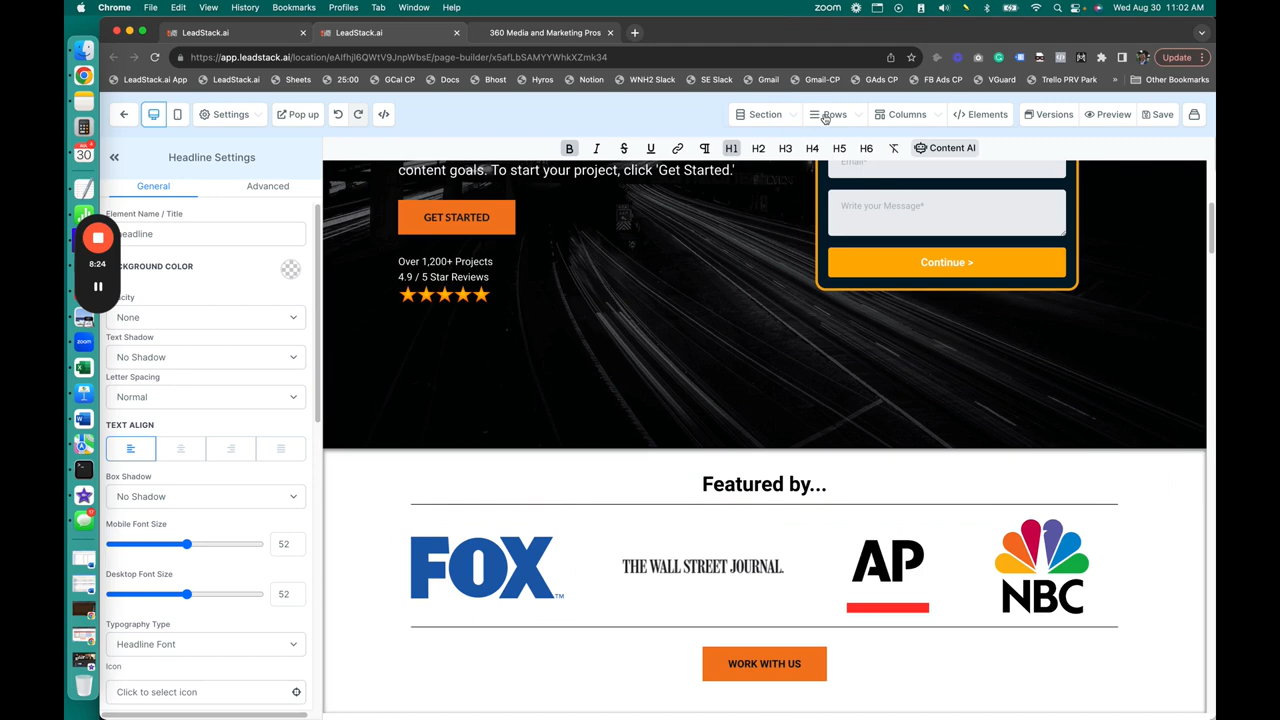 Chrome File Edit View History Bookmarks Profiles Tab Window Help
zoom Wed Aug 30 11:02 AM
LeadStack.ai LeadStack.ai 360 Media and Marketing Pros
https://app.leadstack.ai/location/eAlfhjI6QWtV9JnpWbsE/page-builder/x5afLbSAMYYWhkXZmk34
Update
LeadStack.ai App LeadStack.ai Sheets 25:00 GCal CP Docs Bhost Hyros Notion WNH2 Slack SE Slack Gmail Gmail-CP GAds CP FB Ads CP VGuard Trello PRV Park » Other Bookmarks
Settings Pop up Section Rows Columns Elements Versions Preview Save
Headline Settings
B I S U H1 H2 H3 H4 H5 H6 Content AI
General Advanced
Element Name / Title
headline
BACKGROUND COLOR
None
Text Shadow
No Shadow
Letter Spacing
Normal
TEXT ALIGN
Box Shadow
No Shadow
Mobile Font Size
52
Desktop Font Size
52
Typography Type
Headline Font
Icon
Click to select icon
8:24
content goals. To start your project, click 'Get Started.'
GET STARTED
Over 1,200+ Projects
4.9 / 5 Star Reviews
Email*
Write your Message*
Continue >
Featured by...
FOX TM
THE WALL STREET JOURNAL.
AP
NBC
WORK WITH US